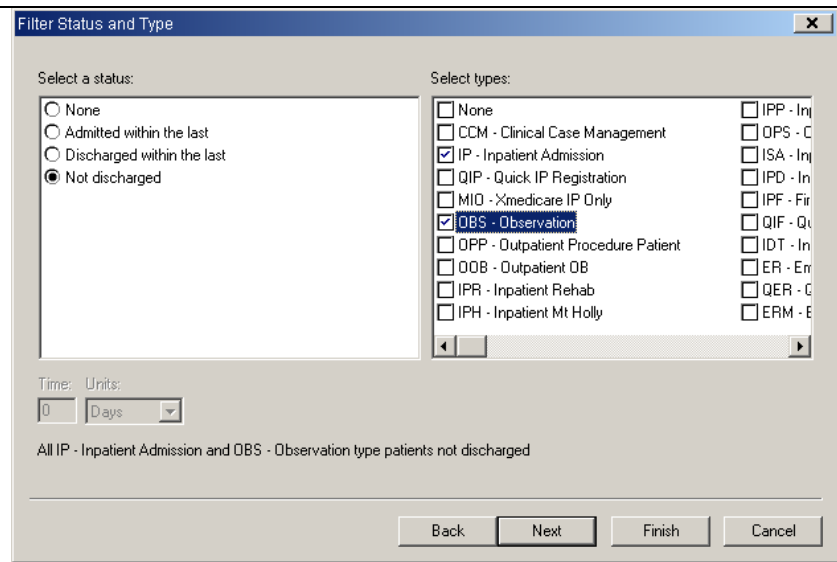 Filter Status and Type
Select a status:
None
Admitted within the last
Discharged within the last
Not discharged
Select types:
None
CCM - Clinical Case Management
IP - Inpatient Admission
QIP - Quick IP Registration
MIO - Xmedicare IP Only
OBS - Observation
OPP - Outpatient Procedure Patient
OOB - Outpatient OB
IPR - Inpatient Rehab
IPH - Inpatient Mt Holly
IPP -
OPS -
ISA -
IPD - In
IPF - Fir
QIF -
IDT - In
ER -
QER -
ERM -
Time: Units:
0 Days
All IP - Inpatient Admission and OBS - Observation type patients not discharged
Back Next Finish Cancel